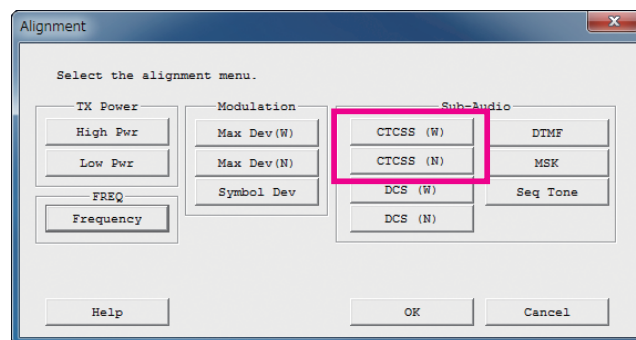 Alignment
Select the alignment menu.
TX Power Modulation Sub-Audio
High Pwr Max Dev(W) CTCSS (W) DTMF
Low Pwr Max Dev(N) CTCSS (N) MSK
FREQ Symbol Dev DCS (W) Seq Tone
Frequency DCS (N)
Help OK Cancel